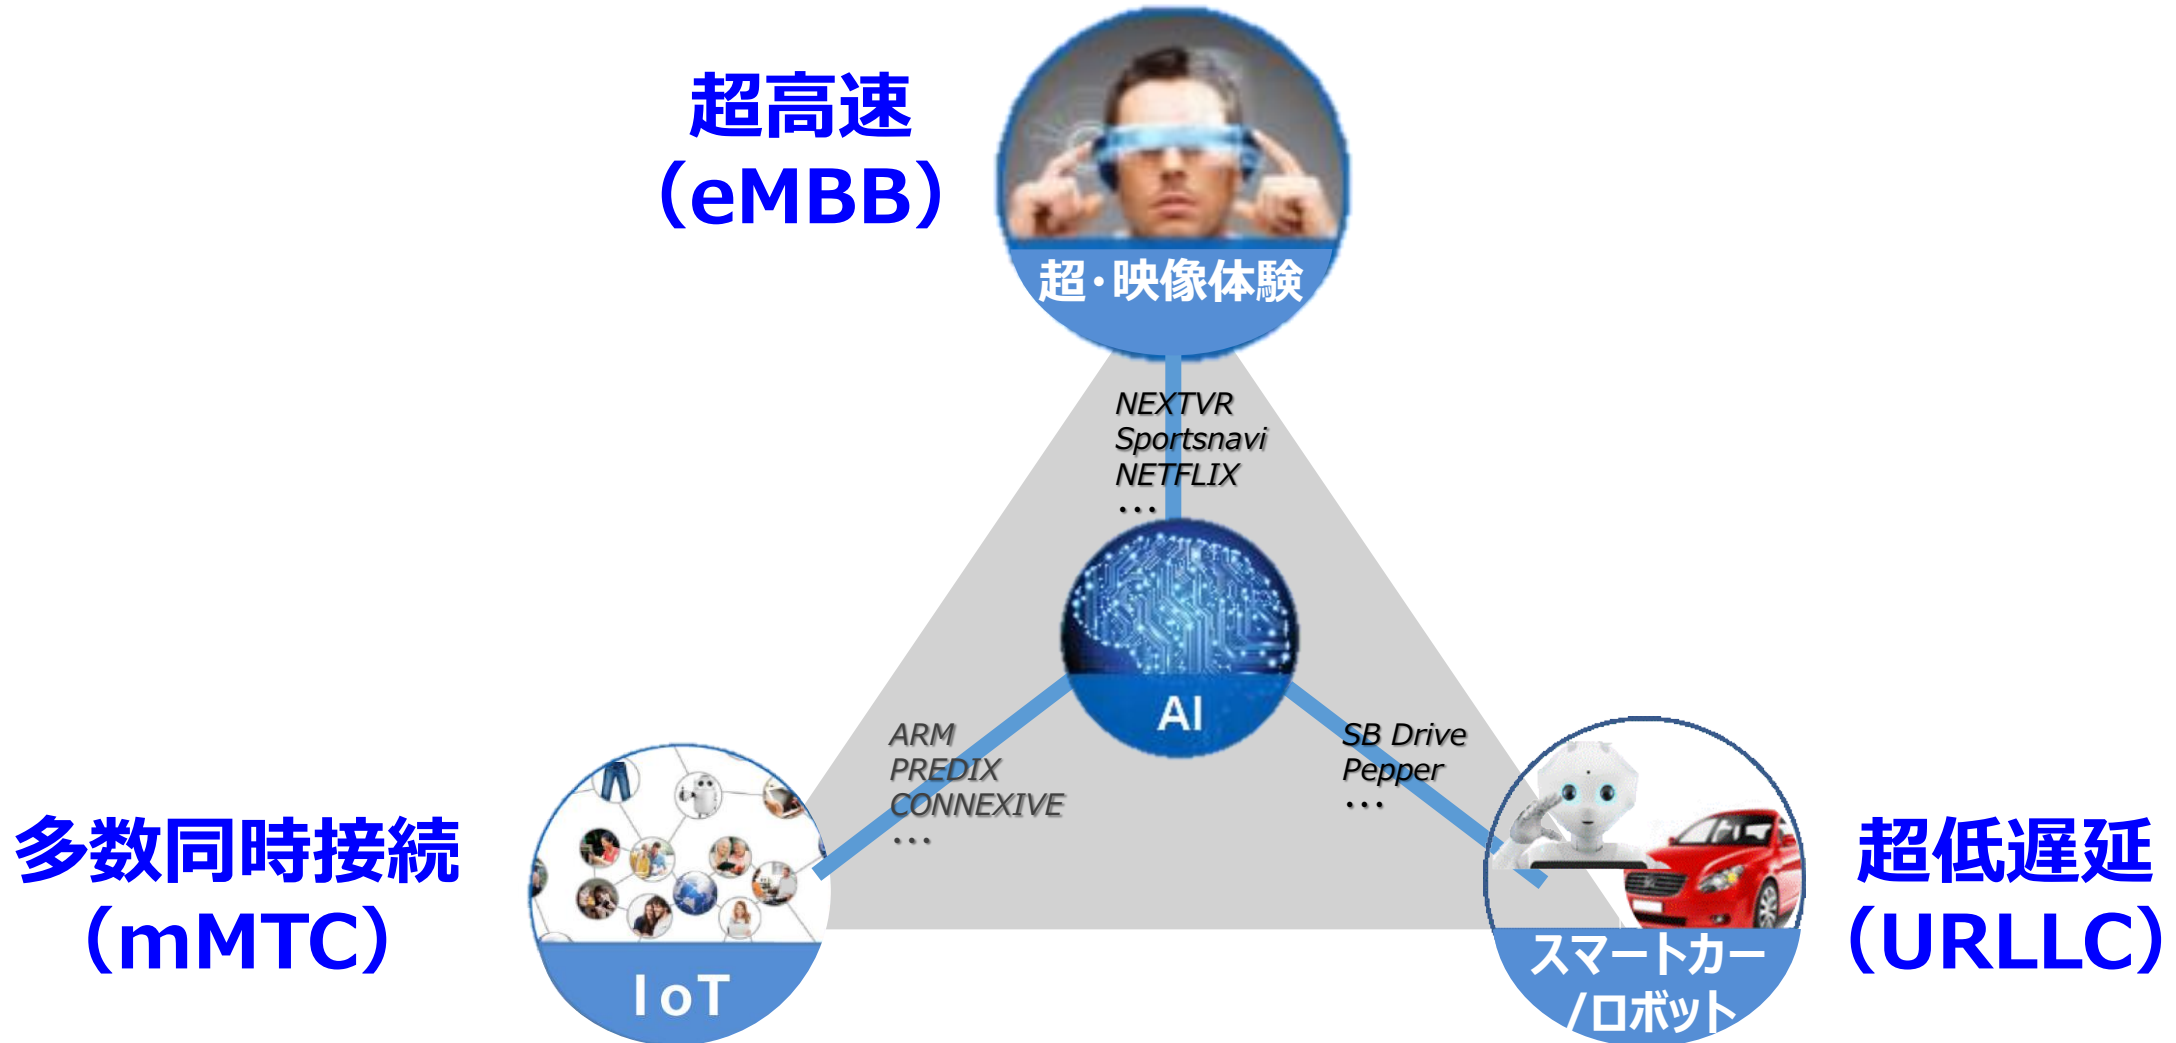 超高速
（eMBB）
超・映像体験
NEXTVR
Sportsnavi
NETFLIX
･･･
AI
ARM
PREDIX
CONNEXIVE
･･･
SB Drive
Pepper
･･･
多数同時接続
（mMTC）
IoT
スマートカー
/ロボット
超低遅延
（URLLC）